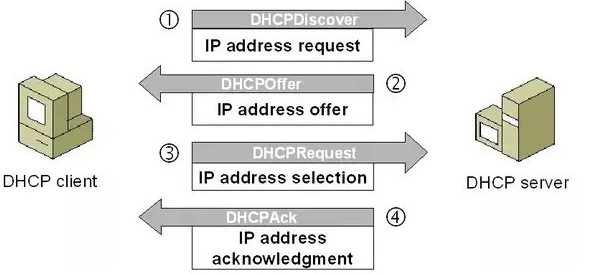 ① DHCPDiscover
IP address request
DHCPOffer ②
IP address offer
③ DHCPRequest
IP address selection
DHCP client
DHCP server
DHCPAck ④
IP address
acknowledgment